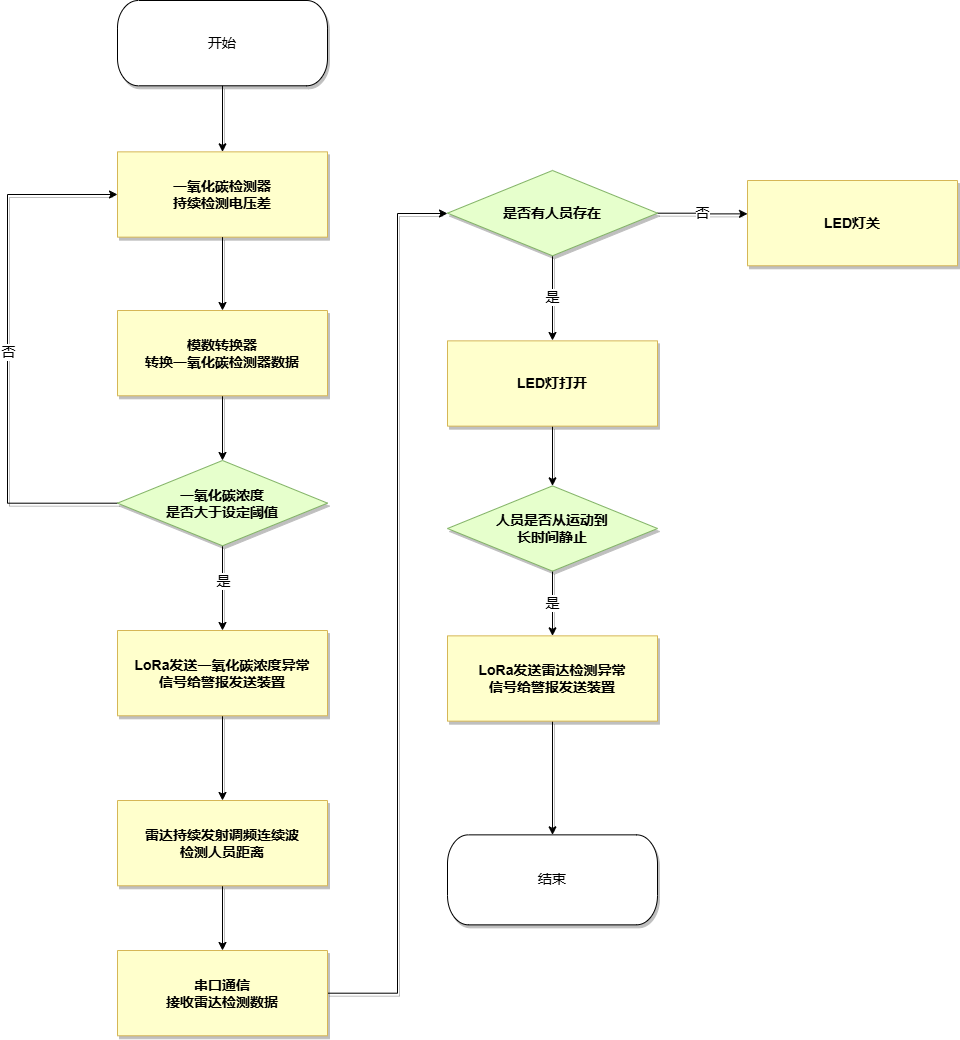 开始
一氧化碳检测器
持续检测电压差
模数转换器
转换一氧化碳检测器数据
否
一氧化碳浓度
是否大于设定阈值
是
LoRa发送一氧化碳浓度异常
信号给警报发送装置
雷达持续发射调频连续波
检测人员距离
串口通信
接收雷达检测数据
是否有人员存在
否
LED灯关
是
LED灯打开
人员是否从运动到
长时间静止
是
LoRa发送雷达检测异常
信号给警报发送装置
结束